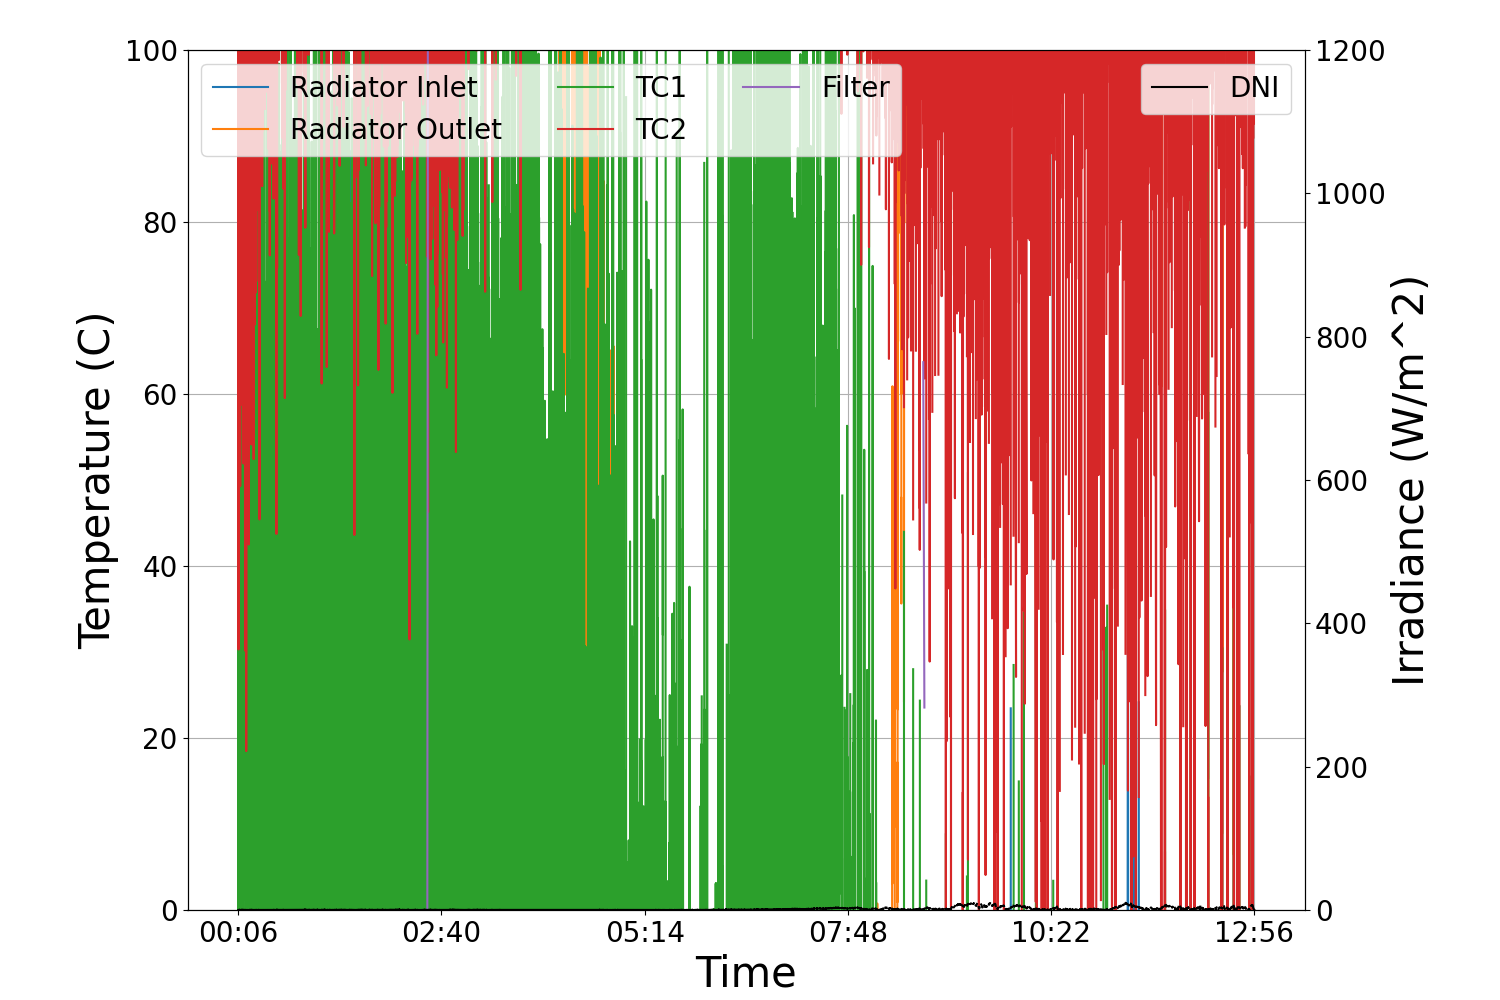 100
80
60
40
20
0
Temperature (C)
Radiator Inlet
Radiator Outlet
TC1
TC2
Filter
DNI
1200
1000
800
600
400
200
0
Irradiance (W/m^2)
00:06
02:40
05:14
07:48
10:22
12:56
Time